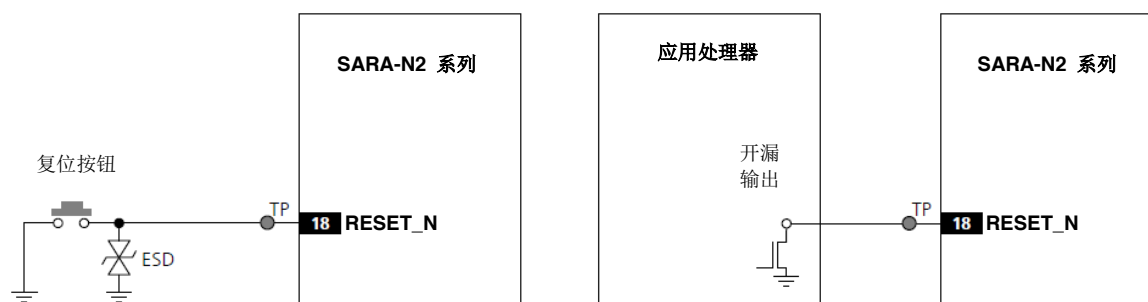 SARA-N2 系列
复位按钮
TP
18 RESET_N
ESD
应用处理器
开漏
输出
SARA-N2 系列
TP
18 RESET_N